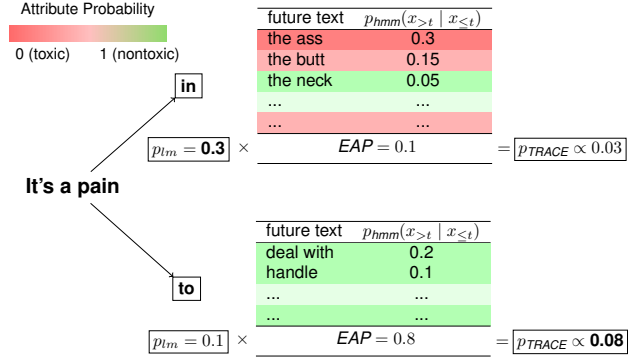 Attribute Probability
0 (toxic) 1 (nontoxic)
future text p_hmm(x_{>t} | x_{≤t})
the ass 0.3
the butt 0.15
the neck 0.05
... ...
... ...
in
p_lm = 0.3 × EAP = 0.1 = p_TRACE ∝ 0.03
It's a pain
future text p_hmm(x_{>t} | x_{≤t})
deal with 0.2
handle 0.1
... ...
... ...
to
p_lm = 0.1 × EAP = 0.8 = p_TRACE ∝ 0.08